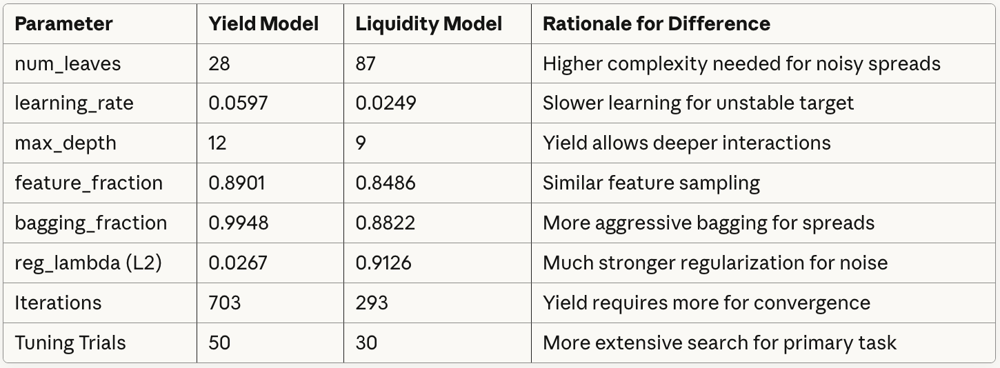 Parameter Yield Model Liquidity Model Rationale for Difference
num_leaves 28 87 Higher complexity needed for noisy spreads
learning_rate 0.0597 0.0249 Slower learning for unstable target
max_depth 12 9 Yield allows deeper interactions
feature_fraction 0.8901 0.8486 Similar feature sampling
bagging_fraction 0.9948 0.8822 More aggressive bagging for spreads
reg_lambda (L2) 0.0267 0.9126 Much stronger regularization for noise
Iterations 703 293 Yield requires more for convergence
Tuning Trials 50 30 More extensive search for primary task